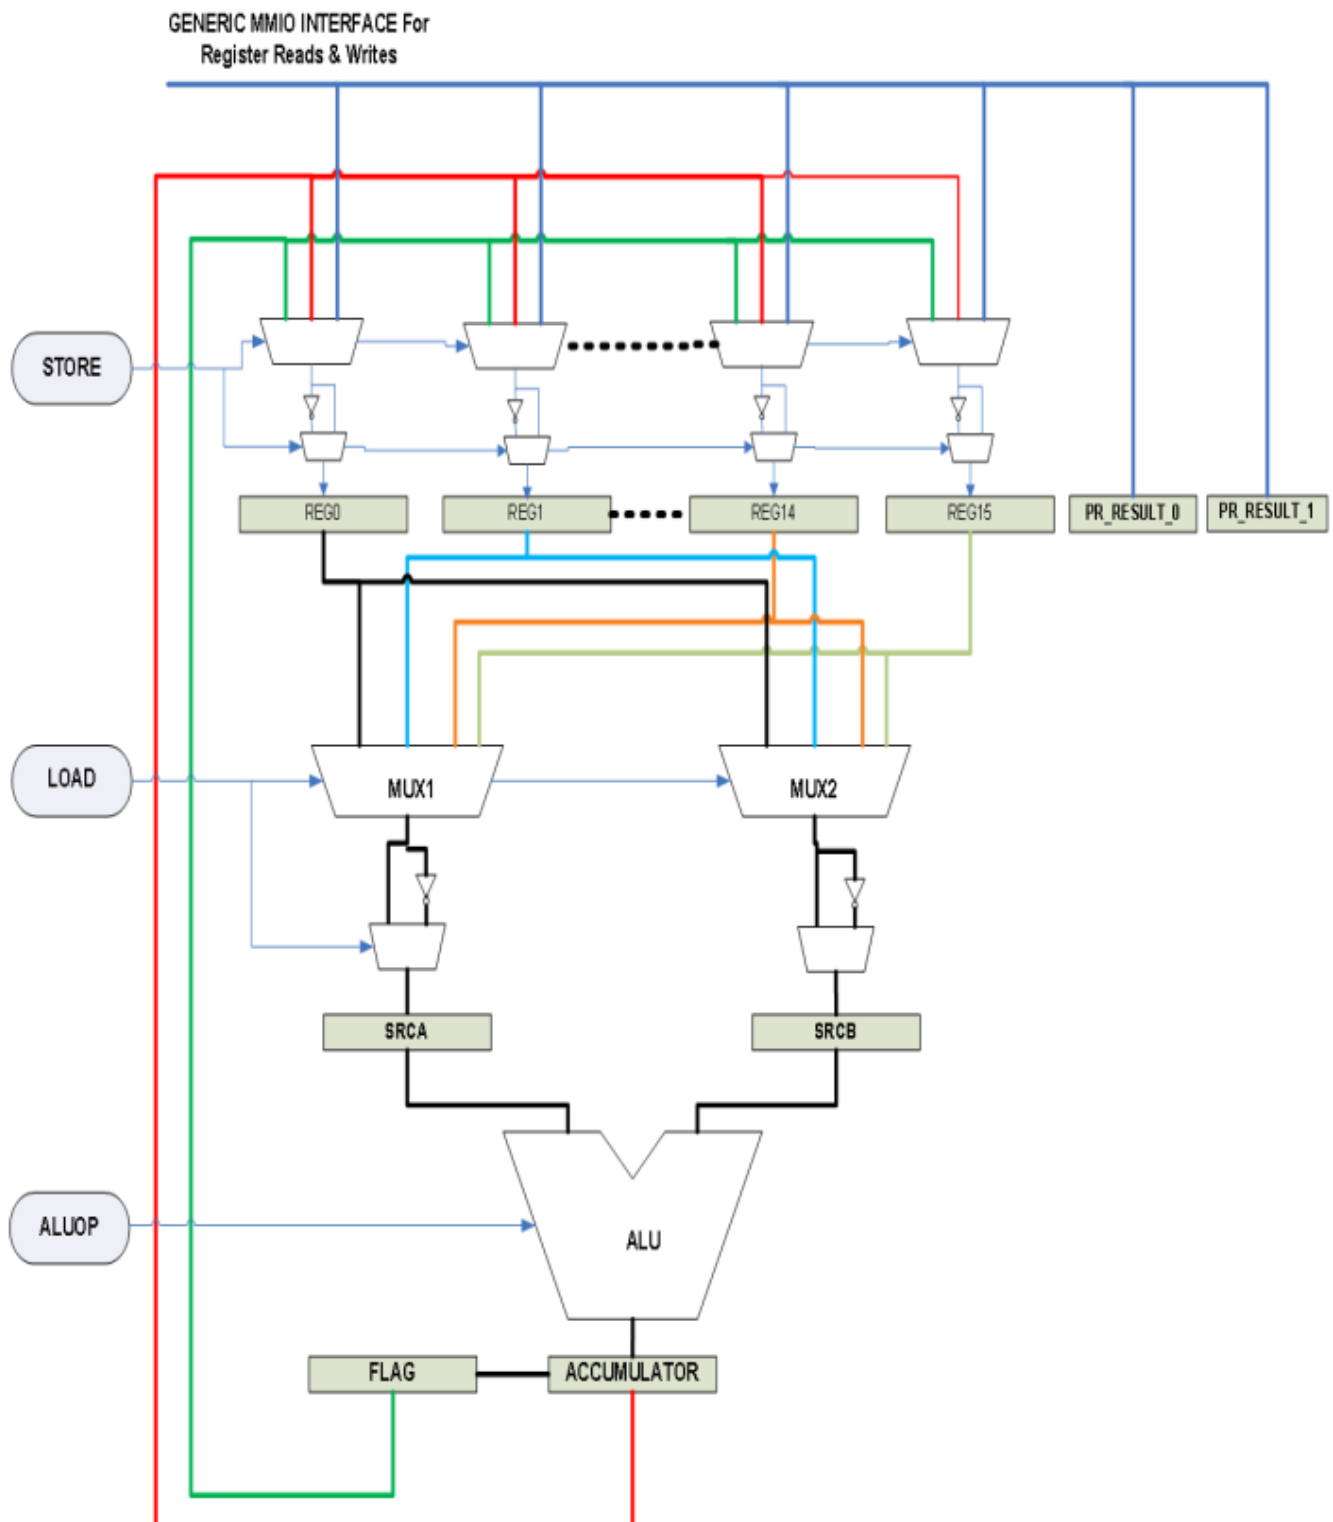 GENERIC MMIO INTERFACE For
Register Reads & Writes
STORE
REG0
REG1
REG14
REG15
PR_RESULT_0
PR_RESULT_1
LOAD
MUX1
MUX2
SRCA
SRCB
ALUOP
ALU
FLAG
ACCUMULATOR